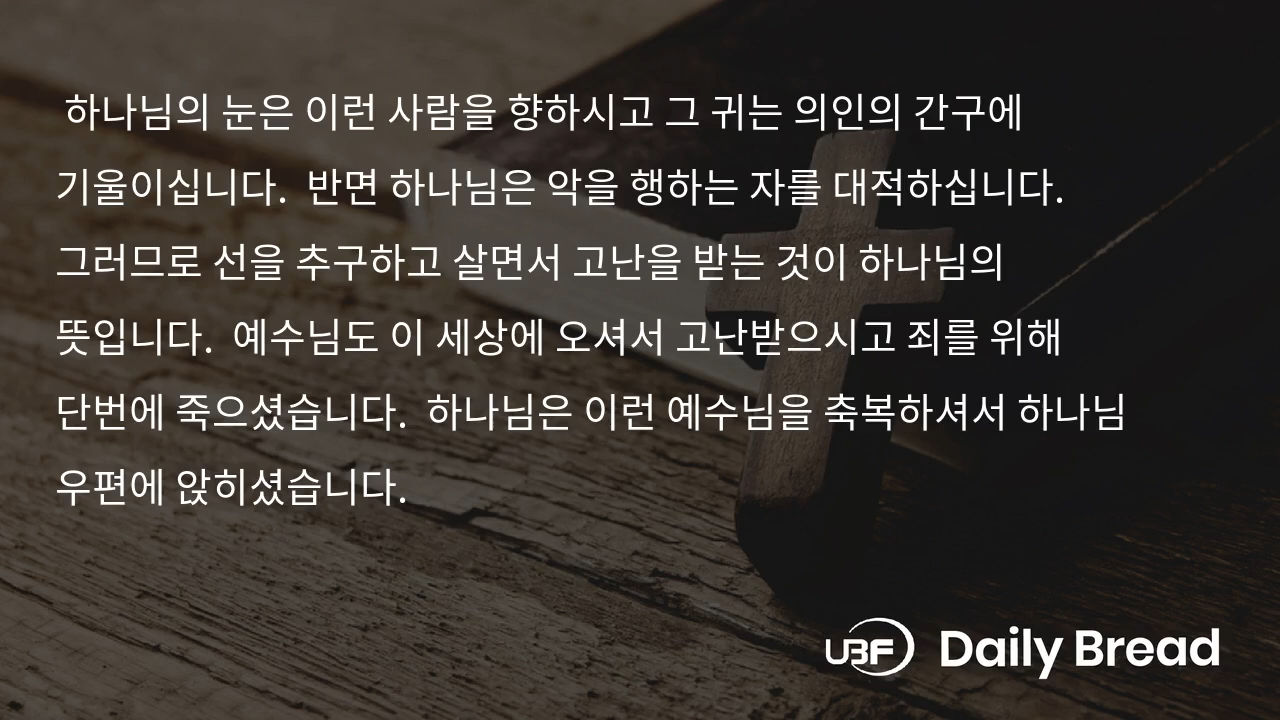 하나님의 눈은 이런 사람을 향하시고 그 귀는 의인의 간구에
기울이십니다. 반면 하나님은 악을 행하는 자를 대적하십니다.
그러므로 선을 추구하고 살면서 고난을 받는 것이 하나님의
뜻입니다. 예수님도 이 세상에 오셔서 고난받으시고 죄를 위해
단번에 죽으셨습니다. 하나님은 이런 예수님을 축복하셔서 하나님
우편에 앉히셨습니다.
UBF Daily Bread